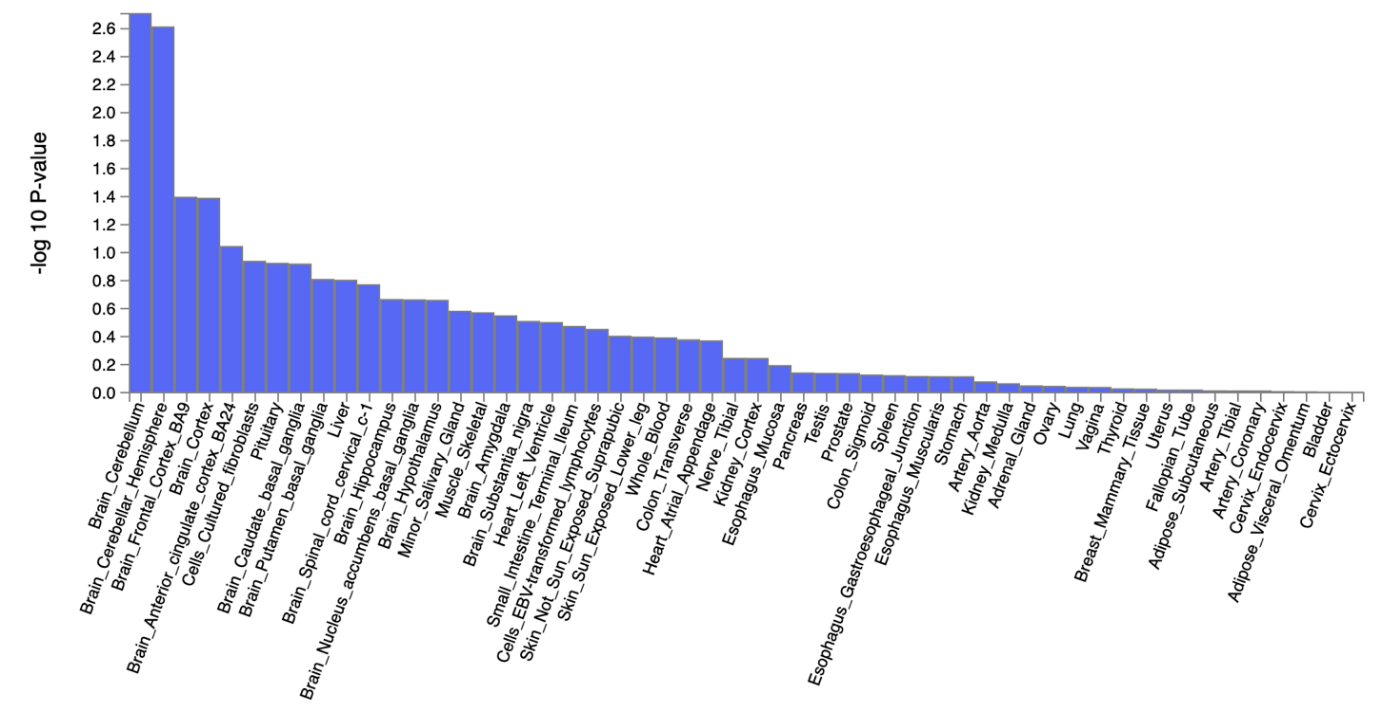 -log 10 P-value
2.6
2.4
2.2
2.0
1.8
1.6
1.4
1.2
1.0
0.8
0.6
0.4
0.2
0.0
Brain_Cerebellum
Brain_Cerebellar_Hemisphere
Brain_Frontal_Cortex_BA9
Brain_Cortex
Brain_Anterior_cingulate_cortex_BA24
Cells_Cultured_fibroblasts
Pituitary
Brain_Caudate_basal_ganglia
Brain_Putamen_basal_ganglia
Liver
Brain_Spinal_cord_cervical_c-1
Brain_Hippocampus
Brain_Nucleus_accumbens_basal_ganglia
Brain_Hypothalamus
Minor_Salivary_Gland
Muscle_Skeletal
Brain_Amygdala
Brain_Substantia_nigra
Heart_Left_Ventricle
Small_Intestine_Terminal_Ileum
Cells_EBV-transformed_lymphocytes
Skin_Not_Sun_Exposed_Suprapubic
Skin_Sun_Exposed_Lower_leg
Whole_Blood
Colon_Transverse
Heart_Atrial_Appendage
Nerve_Tibial
Kidney_Cortex
Esophagus_Mucosa
Pancreas
Testis
Prostate
Colon_Sigmoid
Spleen
Esophagus_Gastroesophageal_Junction
Esophagus_Muscularis
Stomach
Artery_Aorta
Kidney_Medulla
Adrenal_Gland
Ovary
Lung
Vagina
Thyroid
Breast_Mammary_Tissue
Uterus
Fallopian_Tube
Adipose_Subcutaneous
Artery_Tibial
Artery_Coronary
Cervix_Endocervix
Adipose_Visceral_Omentum
Bladder
Cervix_Ectocervix